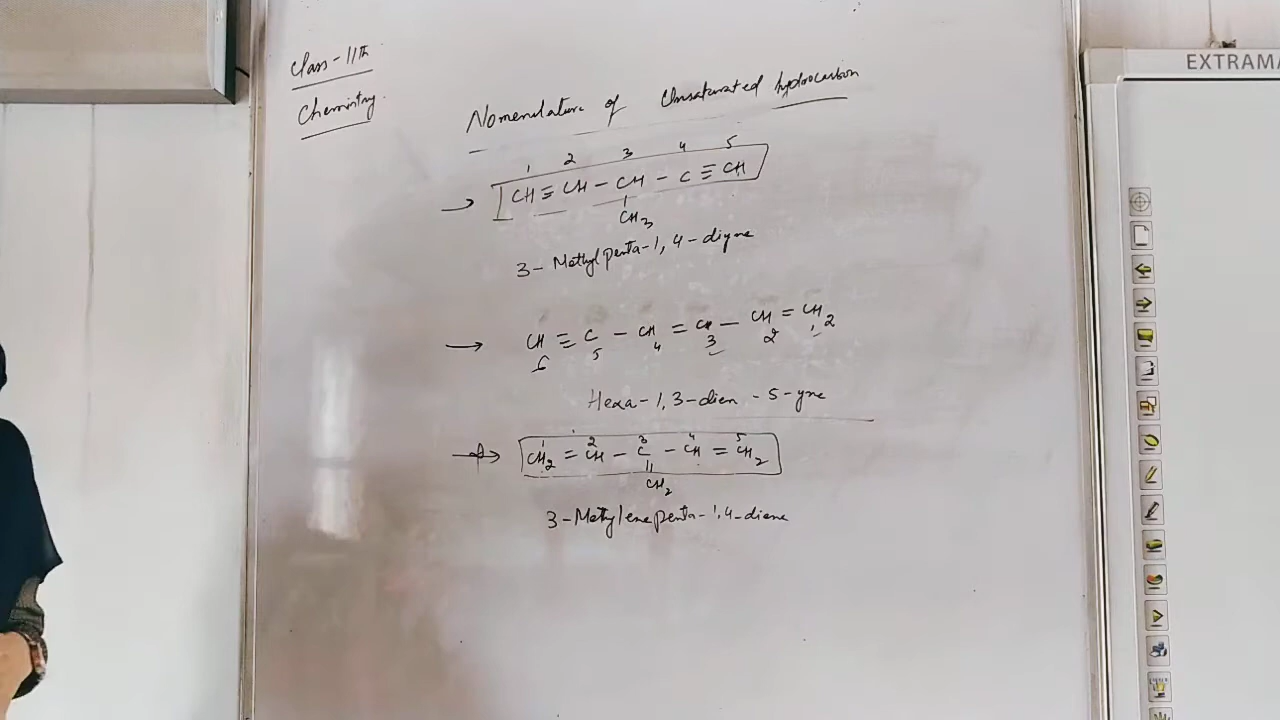 Class - 11th
Chemistry.
Nomenclature of Unsaturated hydrocarbon
1 2 3 4 5
→ CH ≡ CH - CH - C ≡ CH
CH3
3 - Methylpenta - 1, 4 - diyne
→ CH ≡ C - CH = CH - CH = CH2
6 5 4 3 2 1
Hexa - 1, 3 - dien - 5 - yne
1 2 3 4 5
→ CH2 = CH - C - CH = CH2
||
CH2
3 - Methylenepenta - 1,4 - diene
EXTRAMA